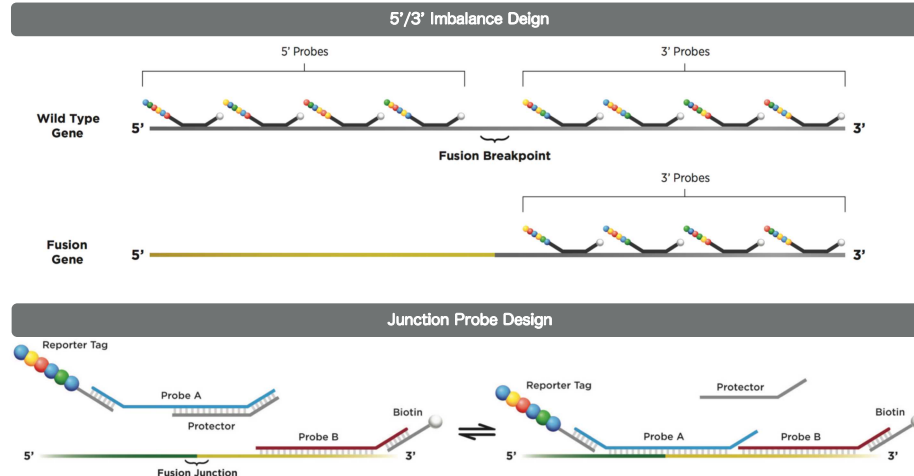 5'/3' Imbalance Deign
5' Probes
3' Probes
Wild Type
Gene
5'
3'
Fusion Breakpoint
3' Probes
Fusion
Gene
5'
3'
Junction Probe Design
Reporter Tag
Probe A
Protector
Biotin
Probe B
5'
3'
Fusion Junction
Reporter Tag
Protector
Biotin
Probe A
Probe B
5'
3'